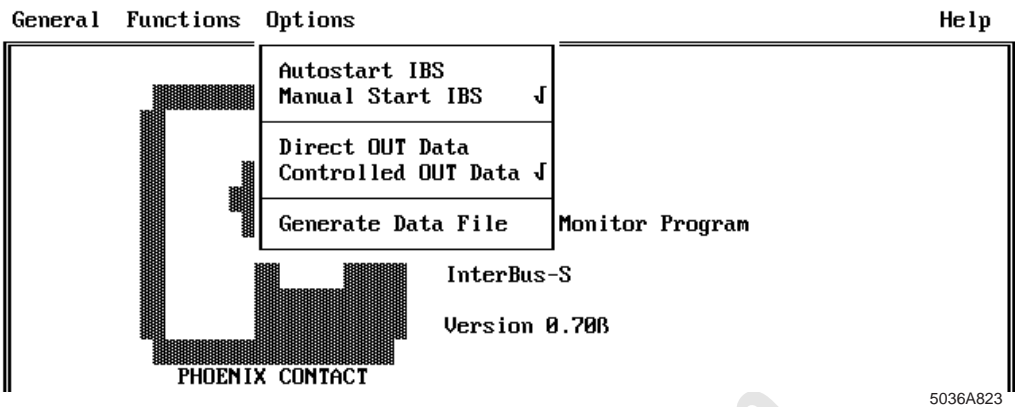 General Functions Options Help
Autostart IBS
Manual Start IBS √
Direct OUT Data
Controlled OUT Data √
Generate Data File
Monitor Program
InterBus-S
Version 0.70ß
PHOENIX CONTACT
5036A823